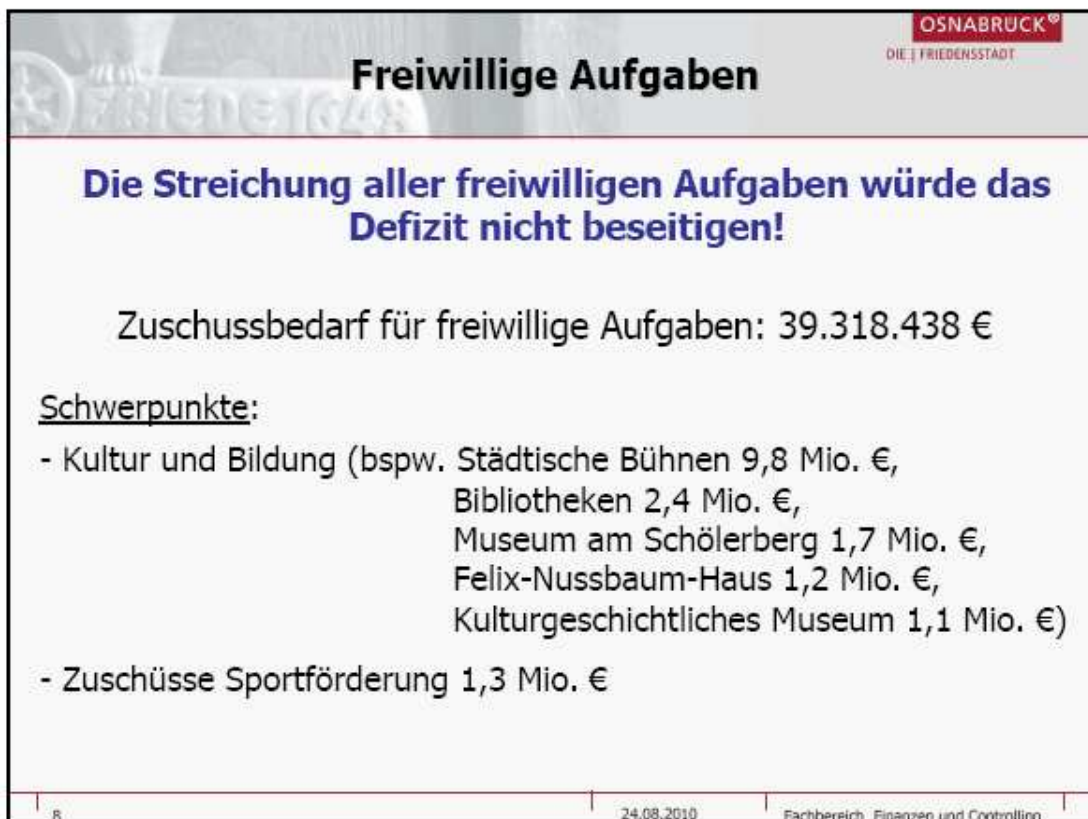 OSNABRÜCK®
DIE | FRIEDENSSTADT
Freiwillige Aufgaben
FRIEDE 1648
Die Streichung aller freiwilligen Aufgaben würde das
Defizit nicht beseitigen!
Zuschussbedarf für freiwillige Aufgaben: 39.318.438 €
Schwerpunkte:
- Kultur und Bildung (bspw. Städtische Bühnen 9,8 Mio. €,
Bibliotheken 2,4 Mio. €,
Museum am Schölerberg 1,7 Mio. €,
Felix-Nussbaum-Haus 1,2 Mio. €,
Kulturgeschichtliches Museum 1,1 Mio. €)
- Zuschüsse Sportförderung 1,3 Mio. €
8 24.08.2010 Fachbereich Finanzen und Controlling